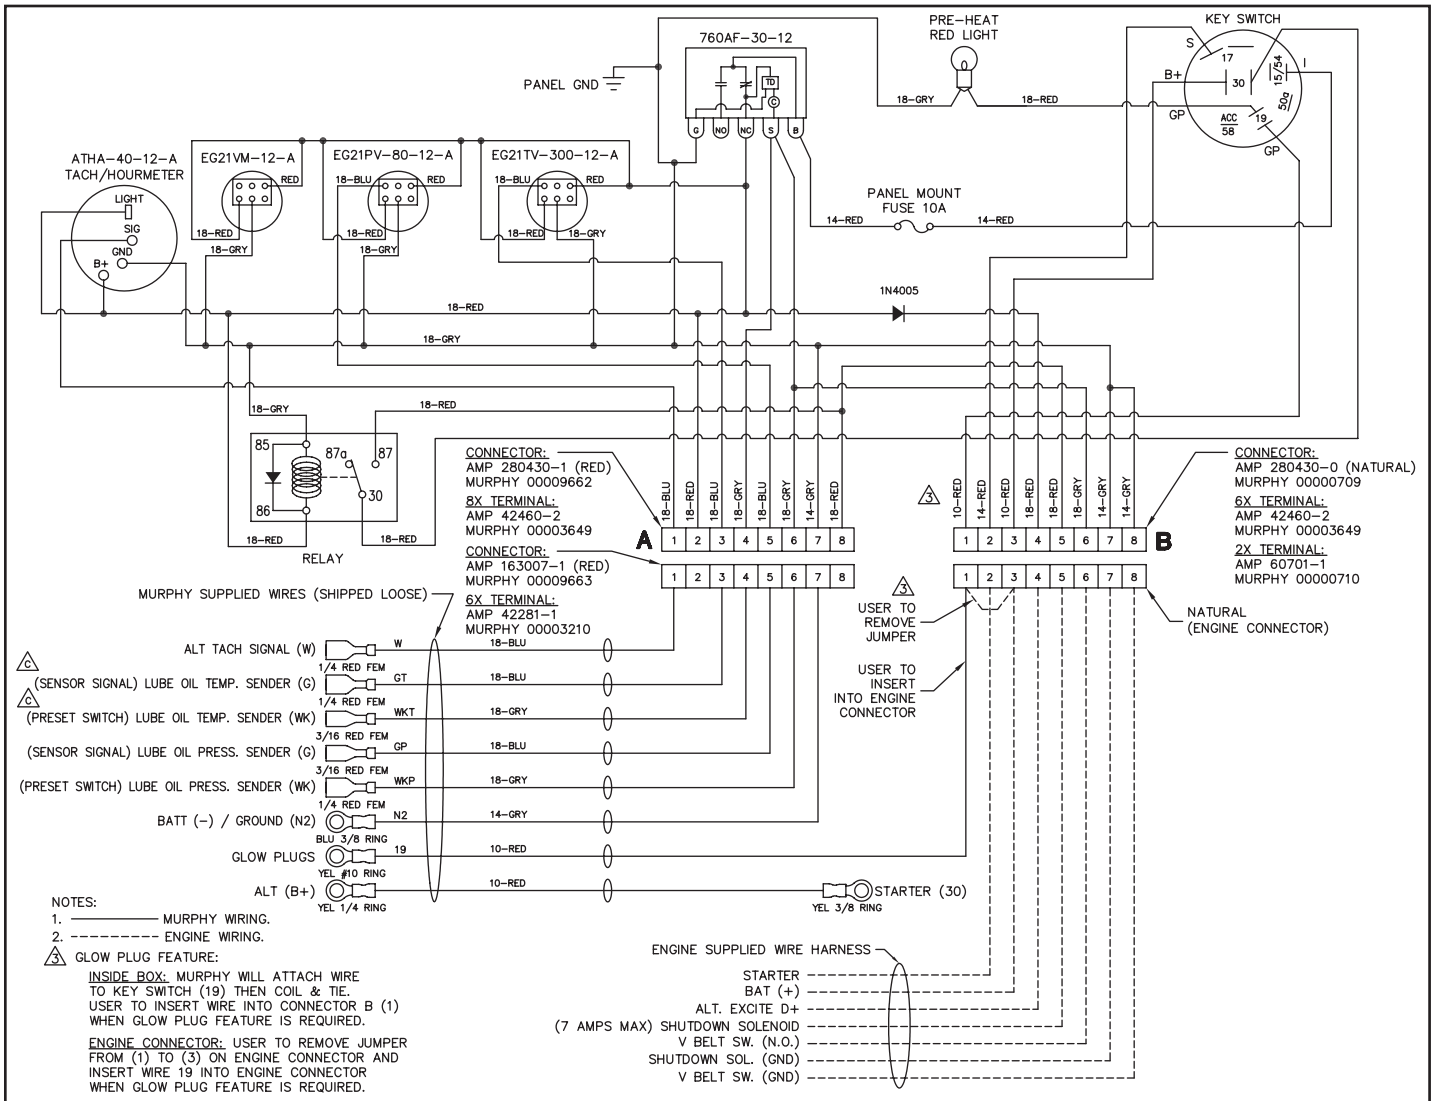 PRE-HEAT
RED LIGHT
KEY SWITCH
760AF-30-12
PANEL GND
TD
C
G
NO
NC
S
B
18-GRY
18-RED
S
B+
GP
17
30
15/54
I
50a
ACC
58
19
GP
ATHA-40-12-A
TACH/HOURMETER
EG21VM-12-A
EG21PV-80-12-A
EG21TV-300-12-A
LIGHT
SIG
GND
B+
RED
18-RED
18-GRY
18-BLU
RED
18-RED
18-GRY
18-BLU
RED
18-RED
18-GRY
PANEL MOUNT
FUSE 10A
14-RED
14-RED
1N4005
18-RED
18-GRY
18-GRY
18-RED
85
87a
87
30
86
18-RED
18-RED
RELAY
CONNECTOR:
AMP 280430-1 (RED)
MURPHY 00009662
8X TERMINAL:
AMP 42460-2
MURPHY 00003649
CONNECTOR:
AMP 163007-1 (RED)
MURPHY 00009663
6X TERMINAL:
AMP 42281-1
MURPHY 00003210
18-BLU
18-RED
18-BLU
18-GRY
18-BLU
18-GRY
14-GRY
18-RED
A
1 2 3 4 5 6 7 8
1 2 3 4 5 6 7 8
3
10-RED
14-RED
10-RED
18-RED
18-RED
18-GRY
14-GRY
14-GRY
1 2 3 4 5 6 7 8
B
1 2 3 4 5 6 7 8
CONNECTOR:
AMP 280430-0 (NATURAL)
MURPHY 00000709
6X TERMINAL:
AMP 42460-2
MURPHY 00003649
2X TERMINAL:
AMP 60701-1
MURPHY 00000710
NATURAL
(ENGINE CONNECTOR)
3
USER TO
REMOVE
JUMPER
USER TO
INSERT
INTO ENGINE
CONNECTOR
MURPHY SUPPLIED WIRES (SHIPPED LOOSE)
ALT TACH SIGNAL (W)
W
18-BLU
1/4 RED FEM
C
(SENSOR SIGNAL) LUBE OIL TEMP. SENDER (G)
GT
18-BLU
1/4 RED FEM
C
(PRESET SWITCH) LUBE OIL TEMP. SENDER (WK)
WKT
18-GRY
3/16 RED FEM
(SENSOR SIGNAL) LUBE OIL PRESS. SENDER (G)
GP
18-BLU
3/16 RED FEM
(PRESET SWITCH) LUBE OIL PRESS. SENDER (WK)
WKP
18-GRY
1/4 RED FEM
BATT (-) / GROUND (N2)
N2
14-GRY
BLU 3/8 RING
GLOW PLUGS
19
10-RED
YEL #10 RING
ALT (B+)
10-RED
YEL 1/4 RING
STARTER (30)
YEL 3/8 RING
NOTES:
1. MURPHY WIRING.
2. ENGINE WIRING.
3 GLOW PLUG FEATURE:
INSIDE BOX: MURPHY WILL ATTACH WIRE
TO KEY SWITCH (19) THEN COIL & TIE.
USER TO INSERT WIRE INTO CONNECTOR B (1)
WHEN GLOW PLUG FEATURE IS REQUIRED.
ENGINE CONNECTOR: USER TO REMOVE JUMPER
FROM (1) TO (3) ON ENGINE CONNECTOR AND
INSERT WIRE 19 INTO ENGINE CONNECTOR
WHEN GLOW PLUG FEATURE IS REQUIRED.
ENGINE SUPPLIED WIRE HARNESS
STARTER
BAT (+)
ALT. EXCITE D+
(7 AMPS MAX) SHUTDOWN SOLENOID
V BELT SW. (N.O.)
SHUTDOWN SOL. (GND)
V BELT SW. (GND)